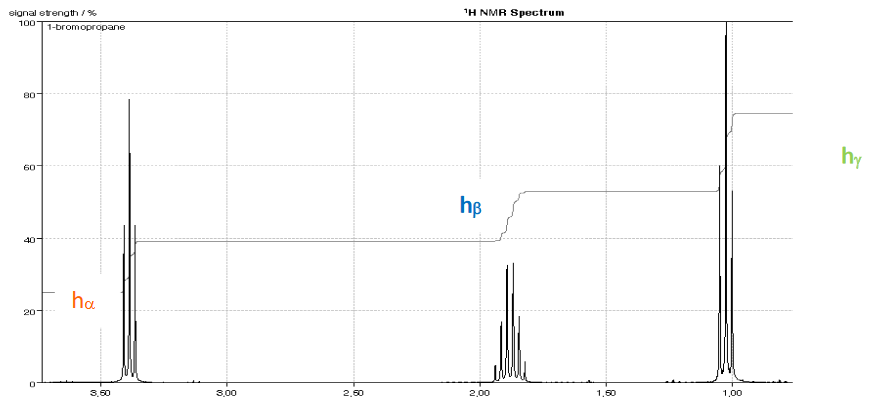 signal strength / %
¹H NMR Spectrum
100
1-bromopropane
80
60
hγ
hβ
40
hα
20
0
3,50
3,00
2,50
2,00
1,50
1,00